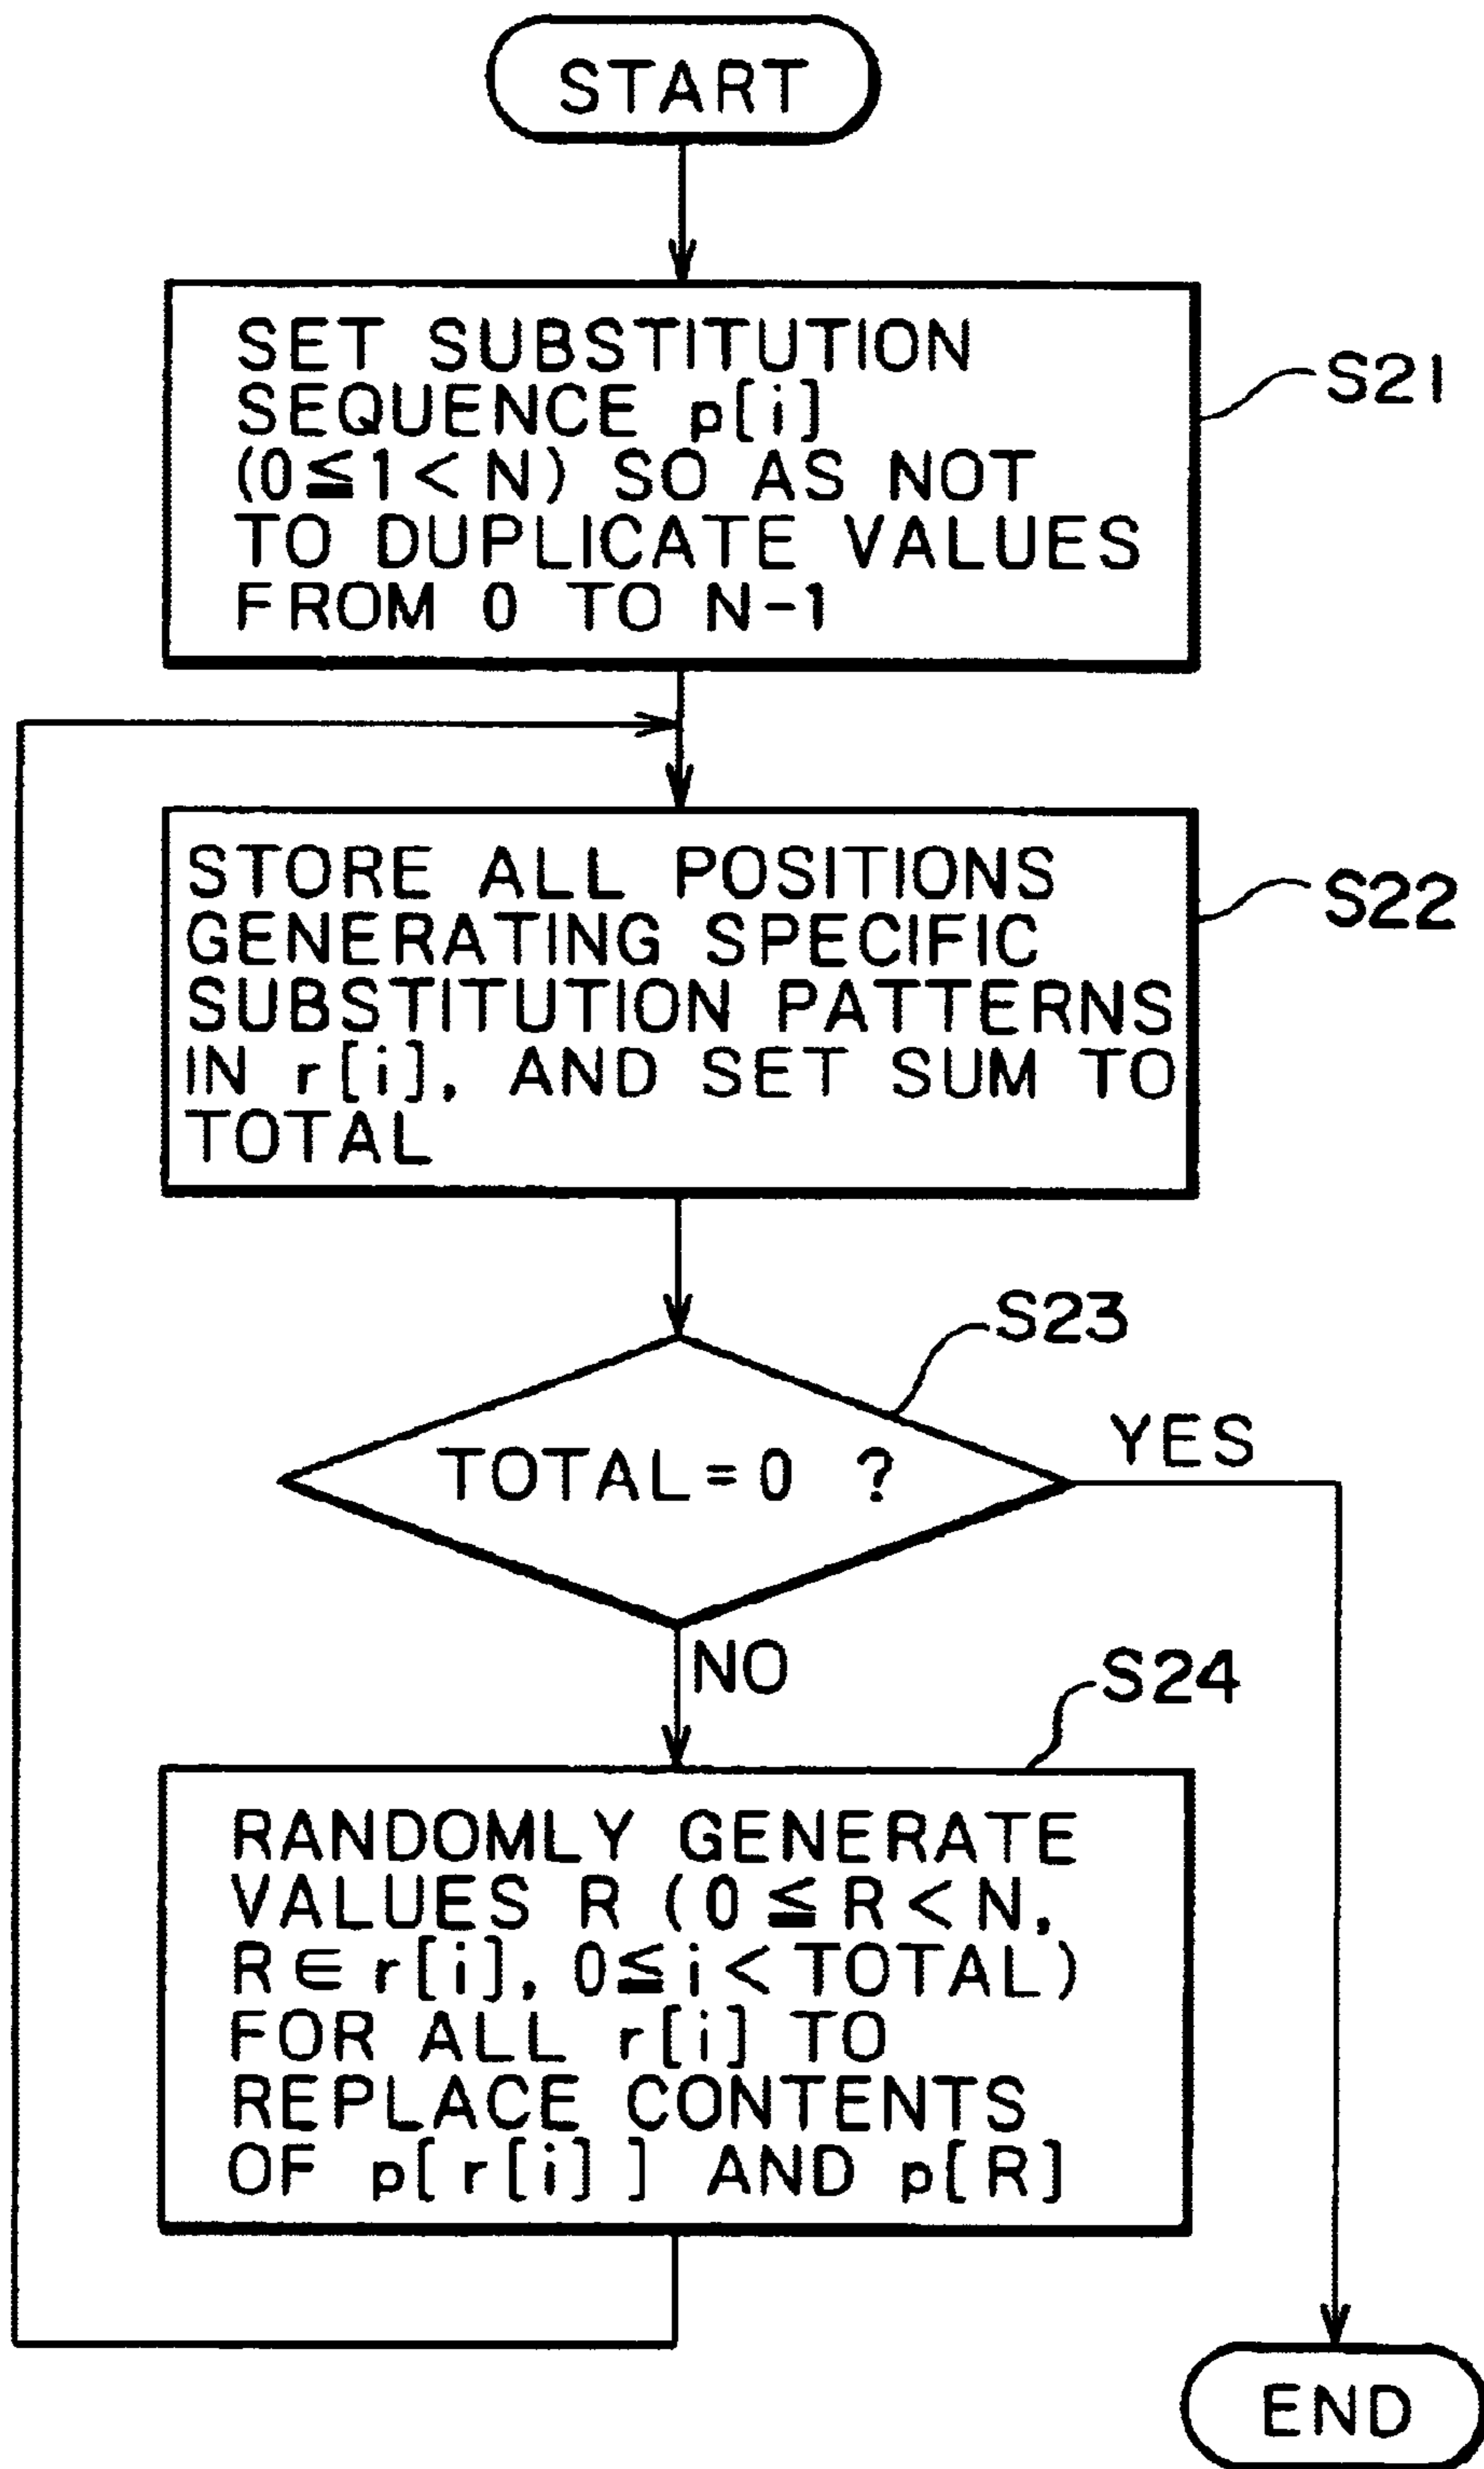 START
SET SUBSTITUTION
SEQUENCE p[i]
(0≦1<N) SO AS NOT
TO DUPLICATE VALUES
FROM 0 TO N-1
S21
STORE ALL POSITIONS
GENERATING SPECIFIC
SUBSTITUTION PATTERNS
IN r[i], AND SET SUM TO
TOTAL
S22
S23
TOTAL=0 ?
YES
NO
S24
RANDOMLY GENERATE
VALUES R (0≦R<N,
R∈r[i], 0≦i<TOTAL)
FOR ALL r[i] TO
REPLACE CONTENTS
OF p[r[i]] AND p[R]
END